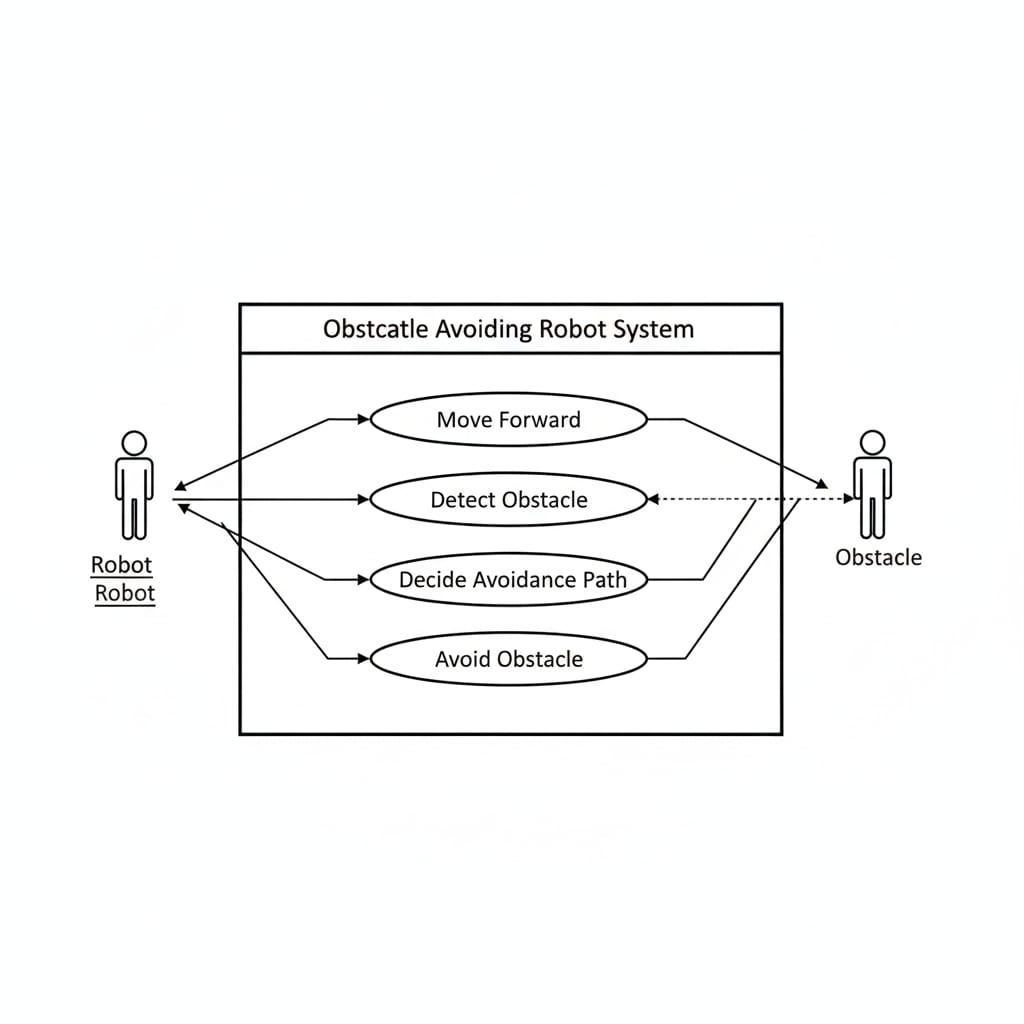 Obstcatle Avoiding Robot System
Move Forward
Detect Obstacle
Decide Avoidance Path
Avoid Obstacle
Robot
Robot
Obstacle